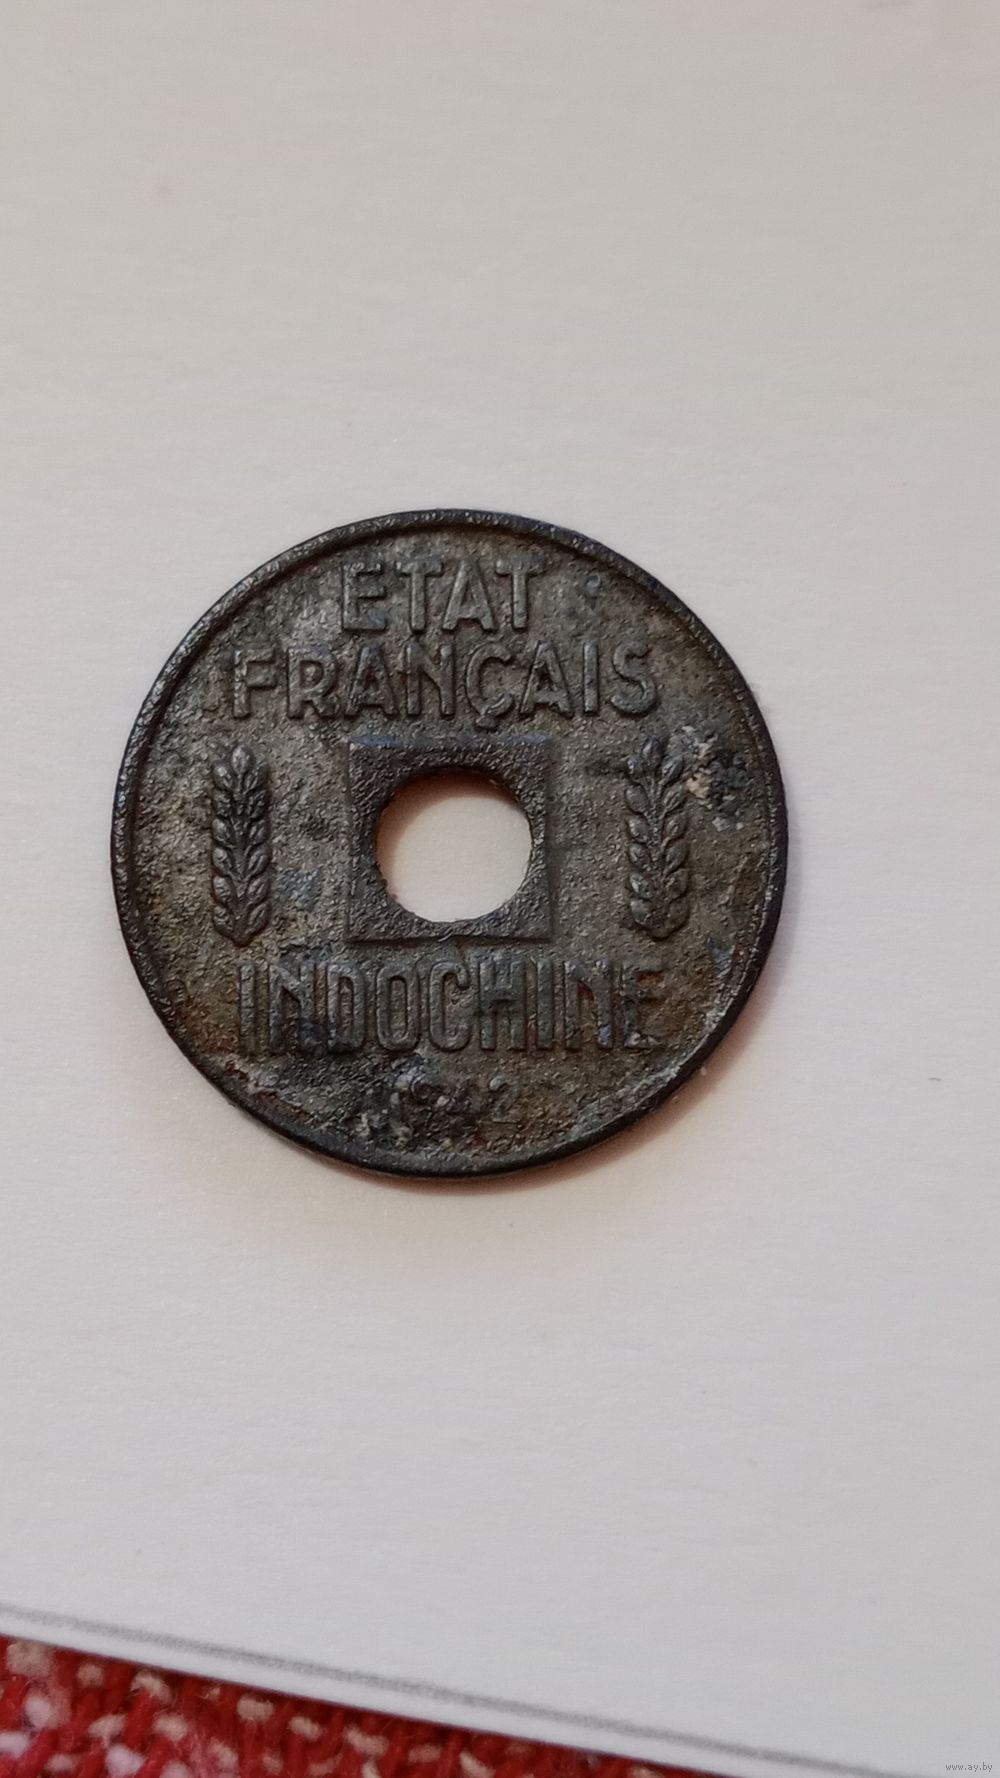 ETAT
FRANÇAIS
INDOCHINE
1942
www.ay.by